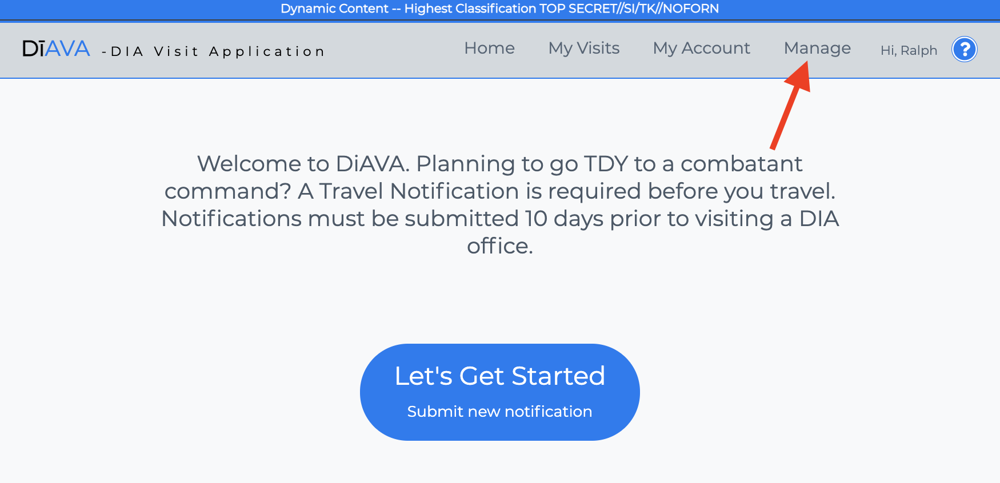 Dynamic Content -- Highest Classification TOP SECRET//SI/TK//NOFORN
DiAVA -DIA Visit Application
Home My Visits My Account Manage Hi, Ralph ?
Welcome to DiAVA. Planning to go TDY to a combatant
command? A Travel Notification is required before you travel.
Notifications must be submitted 10 days prior to visiting a DIA
office.
Let's Get Started
Submit new notification